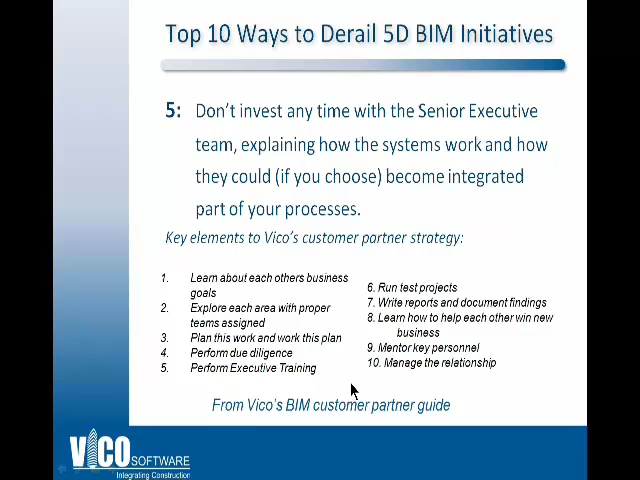 Top 10 Ways to Derail 5D BIM Initiatives
5: Don't invest any time with the Senior Executive
team, explaining how the systems work and how
they could (if you choose) become integrated
part of your processes.
Key elements to Vico's customer partner strategy:
1. Learn about each others business
goals
2. Explore each area with proper
teams assigned
3. Plan this work and work this plan
4. Perform due diligence
5. Perform Executive Training
6. Run test projects
7. Write reports and document findings
8. Learn how to help each other win new
business
9. Mentor key personnel
10. Manage the relationship
From Vico's BIM customer partner guide
VICO SOFTWARE
Integrating Construction